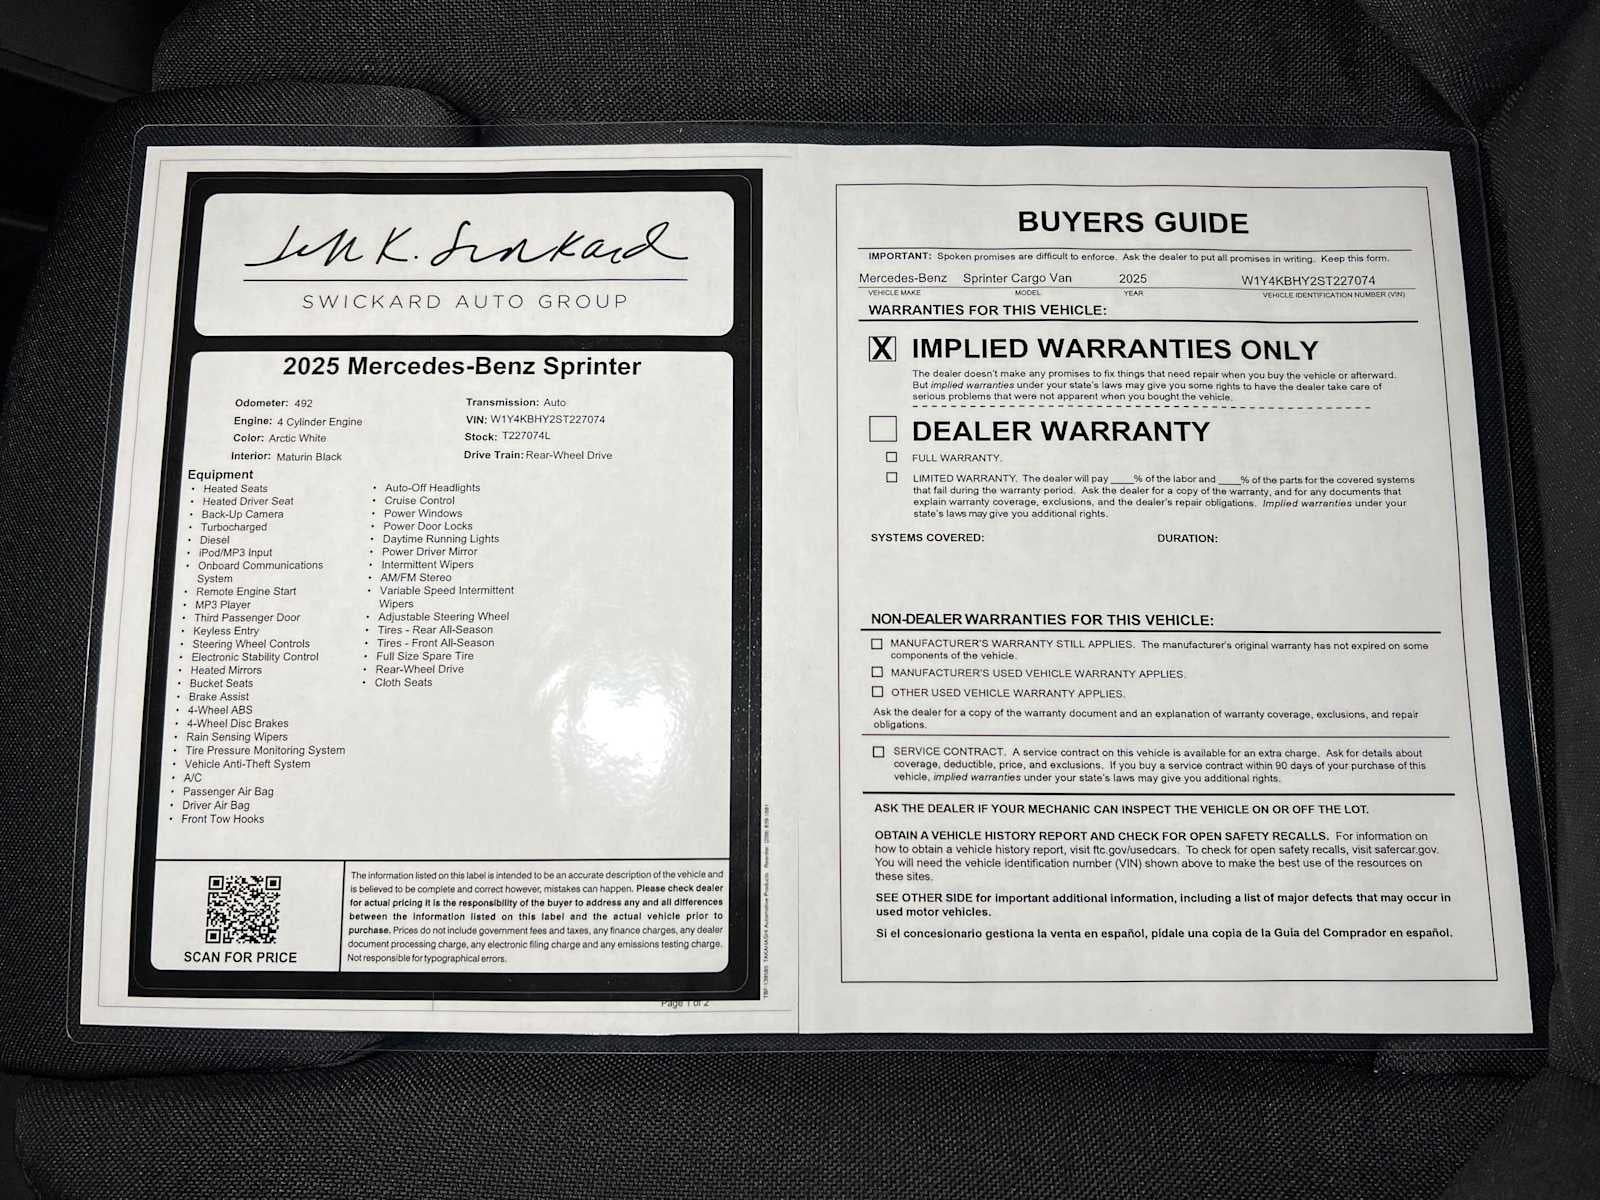 Jeff K. Swickard
SWICKARD AUTO GROUP
2025 Mercedes-Benz Sprinter
Odometer: 492
Transmission: Auto
Engine: 4 Cylinder Engine
VIN: W1Y4KBHY2ST227074
Color: Arctic White
Stock: T227074L
Interior: Maturin Black
Drive Train: Rear-Wheel Drive
Equipment
• Heated Seats
• Heated Driver Seat
• Back-Up Camera
• Turbocharged
• Diesel
• iPod/MP3 Input
• Onboard Communications
System
• Remote Engine Start
• MP3 Player
• Third Passenger Door
• Keyless Entry
• Steering Wheel Controls
• Electronic Stability Control
• Heated Mirrors
• Bucket Seats
• Brake Assist
• 4-Wheel ABS
• 4-Wheel Disc Brakes
• Rain Sensing Wipers
• Tire Pressure Monitoring System
• Vehicle Anti-Theft System
• A/C
• Passenger Air Bag
• Driver Air Bag
• Front Tow Hooks
• Auto-Off Headlights
• Cruise Control
• Power Windows
• Power Door Locks
• Daytime Running Lights
• Power Driver Mirror
• Intermittent Wipers
• AM/FM Stereo
• Variable Speed Intermittent
Wipers
• Adjustable Steering Wheel
• Tires - Rear All-Season
• Tires - Front All-Season
• Full Size Spare Tire
• Rear-Wheel Drive
• Cloth Seats
SCAN FOR PRICE
The information listed on this label is intended to be an accurate description of the vehicle and
is believed to be complete and correct however, mistakes can happen. Please check dealer
for actual pricing It is the responsibility of the buyer to address any and all differences
between the information listed on this label and the actual vehicle prior to
purchase. Prices do not include government fees and taxes, any finance charges, any dealer
document processing charge, any electronic filing charge and any emissions testing charge.
Not responsible for typographical errors.
Page 1 of 2
BUYERS GUIDE
IMPORTANT: Spoken promises are difficult to enforce. Ask the dealer to put all promises in writing. Keep this form.
Mercedes-Benz Sprinter Cargo Van 2025 W1Y4KBHY2ST227074
VEHICLE MAKE MODEL YEAR VEHICLE IDENTIFICATION NUMBER (VIN)
WARRANTIES FOR THIS VEHICLE:
X IMPLIED WARRANTIES ONLY
The dealer doesn't make any promises to fix things that need repair when you buy the vehicle or afterward.
But implied warranties under your state's laws may give you some rights to have the dealer take care of
serious problems that were not apparent when you bought the vehicle.
DEALER WARRANTY
FULL WARRANTY.
LIMITED WARRANTY. The dealer will pay ____% of the labor and ____% of the parts for the covered systems
that fail during the warranty period. Ask the dealer for a copy of the warranty, and for any documents that
explain warranty coverage, exclusions, and the dealer's repair obligations. Implied warranties under your
state's laws may give you additional rights.
SYSTEMS COVERED: DURATION:
NON-DEALER WARRANTIES FOR THIS VEHICLE:
MANUFACTURER'S WARRANTY STILL APPLIES. The manufacturer's original warranty has not expired on some
components of the vehicle.
MANUFACTURER'S USED VEHICLE WARRANTY APPLIES.
OTHER USED VEHICLE WARRANTY APPLIES.
Ask the dealer for a copy of the warranty document and an explanation of warranty coverage, exclusions, and repair
obligations.
SERVICE CONTRACT. A service contract on this vehicle is available for an extra charge. Ask for details about
coverage, deductible, price, and exclusions. If you buy a service contract within 90 days of your purchase of this
vehicle, implied warranties under your state's laws may give you additional rights.
ASK THE DEALER IF YOUR MECHANIC CAN INSPECT THE VEHICLE ON OR OFF THE LOT.
OBTAIN A VEHICLE HISTORY REPORT AND CHECK FOR OPEN SAFETY RECALLS. For information on
how to obtain a vehicle history report, visit ftc.gov/usedcars. To check for open safety recalls, visit safercar.gov.
You will need the vehicle identification number (VIN) shown above to make the best use of the resources on
these sites.
SEE OTHER SIDE for important additional information, including a list of major defects that may occur in
used motor vehicles.
Si el concesionario gestiona la venta en español, pídale una copia de la Guía del Comprador en español.